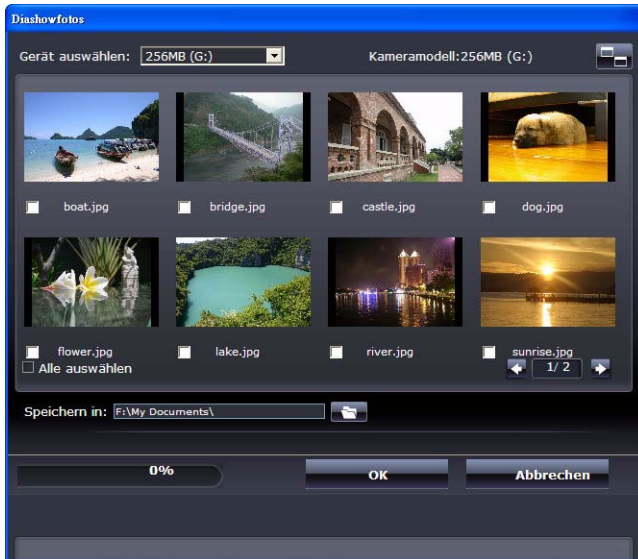 Diashowfotos
Gerät auswählen: 256MB (G:) Kameramodell:256MB (G:)
boat.jpg bridge.jpg castle.jpg dog.jpg
flower.jpg lake.jpg river.jpg sunrise.jpg
Alle auswählen 1/ 2
Speichern in: F:\My Documents\
0% OK Abbrechen